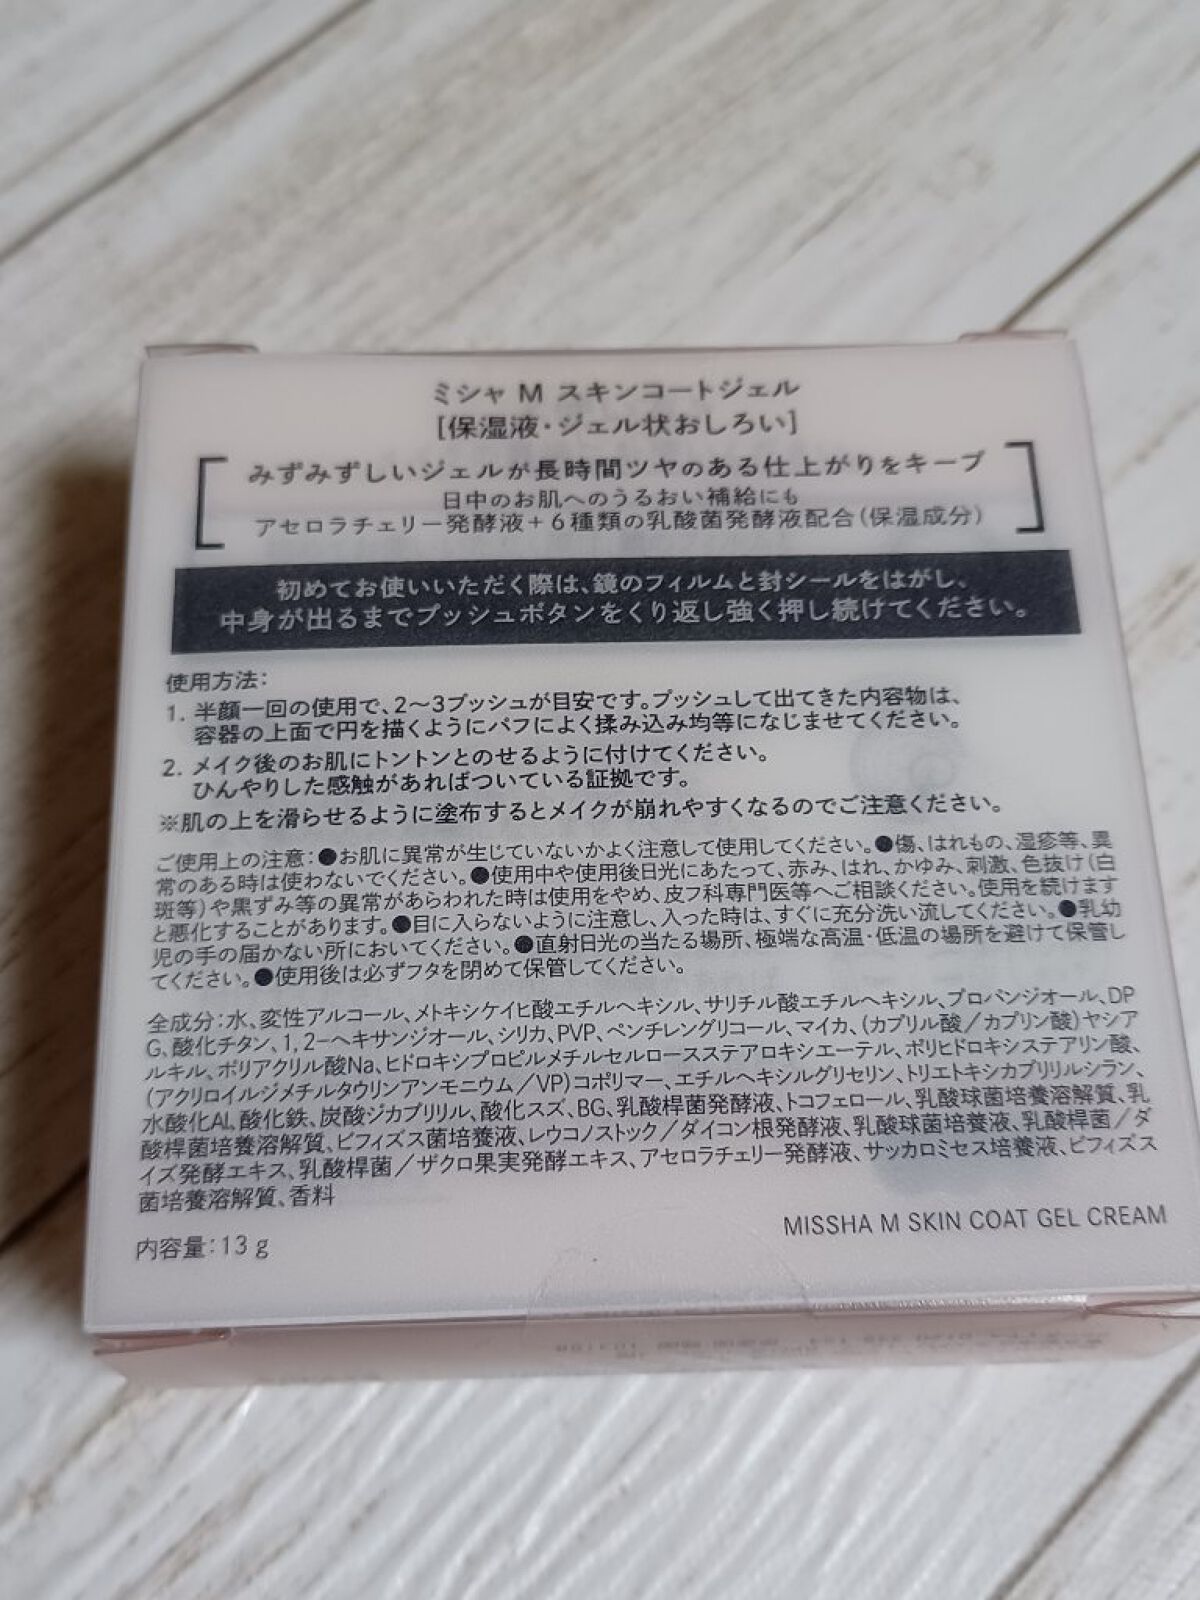 ミシャ M スキンコートジェル
[保湿液・ジェル状おしろい]
みずみずしいジェルが長時間ツヤのある仕上がりをキープ
日中のお肌へのうるおい補給にも
アセロラチェリー発酵液＋6種類の乳酸菌発酵液配合(保湿成分)
初めてお使いいただく際は、鏡のフィルムと封シールをはがし、
中身が出るまでプッシュボタンをくり返し強く押し続けてください。
使用方法：
1. 半顔一回の使用で、2〜3プッシュが目安です。プッシュして出てきた内容物は、
容器の上面で円を描くようにパフによく揉み込み均等になじませてください。
2. メイク後のお肌にトントンとのせるように付けてください。
ひんやりした感触があればついている証拠です。
※肌の上を滑らせるように塗布するとメイクが崩れやすくなるのでご注意ください。
ご使用上の注意：●お肌に異常が生じていないかよく注意して使用してください。●傷、はれもの、湿疹等、異
常のある時は使わないでください。●使用中や使用後日光にあたって、赤み、はれ、かゆみ、刺激、色抜け(白
斑等)や黒ずみ等の異常があらわれた時は使用をやめ、皮フ科専門医等へご相談ください。使用を続けます
と悪化することがあります。●目に入らないように注意し、入った時は、すぐに充分洗い流してください。●乳幼
児の手の届かない所においてください。●直射日光の当たる場所、極端な高温・低温の場所を避けて保管し
てください。●使用後は必ずフタを閉めて保管してください。
全成分：水、変性アルコール、メトキシケイヒ酸エチルヘキシル、サリチル酸エチルヘキシル、プロパンジオール、DP
G、酸化チタン、1,2-ヘキサンジオール、シリカ、PVP、ペンチレングリコール、マイカ、(カプリル酸／カプリン酸)ヤシア
ルキル、ポリアクリル酸Na、ヒドロキシプロピルメチルセルロースステアロキシエーテル、ポリヒドロキシステアリン酸、
(アクリロイルジメチルタウリンアンモニウム／VP)コポリマー、エチルヘキシルグリセリン、トリエトキシカプリリルシラン、
水酸化Al、酸化鉄、炭酸ジカプリリル、酸化スズ、BG、乳酸桿菌発酵液、トコフェロール、乳酸球菌培養溶解質、乳
酸桿菌培養溶解質、ビフィズス菌培養液、レウコノストック／ダイコン根発酵液、乳酸球菌培養液、乳酸桿菌／ダ
イズ発酵エキス、乳酸桿菌／ザクロ果実発酵エキス、アセロラチェリー発酵液、サッカロミセス培養液、ビフィズス
菌培養溶解質、香料
MISSHA M SKIN COAT GEL CREAM
内容量：13 g